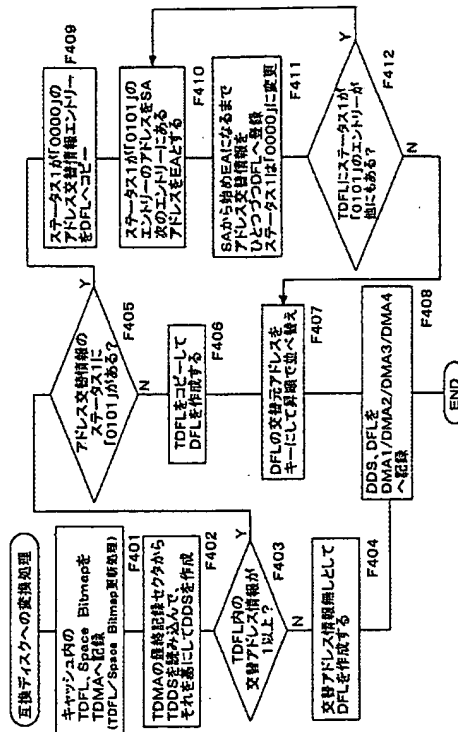 互換ディスクへの変換処理
キャッシュ内の
TDFL、Space Bitmapを
TDMAへ記録
(TDFL/Space Bitmap更新処理)
F401
TDMAの最終記録セクタから
TDDSを読み込んで、
それを基にしてDDSを作成
F402
TDFL内の
交替アドレス情報が
1以上?
F403
Y
N
交替アドレス情報無しとして
DFLを作成する
F404
アドレス交替情報の
ステータス1に
「0101」がある?
F405
Y
N
TDFLをコピーして
DFLを作成する
F406
DFLの交替元アドレスを
キーにして昇順で並べ替え
F407
DDS、DFLを
DMA1/DMA2/DMA3/DMA4
へ記録
F408
END
ステータス1が「0000」の
アドレス交替情報エントリー
をDFLへコピー
F409
ステータス1が「0101」の
エントリーのアドレスをSA
次のエントリーにある
アドレスをEAとする
F410
SAから始めEAになるまで
アドレス交替情報を
ひとつづつDFLへ登録
ステータス1は「0000」に変更
F411
TDFLにステータス1が
「0101」のエントリーが
他にもある?
F412
Y
N